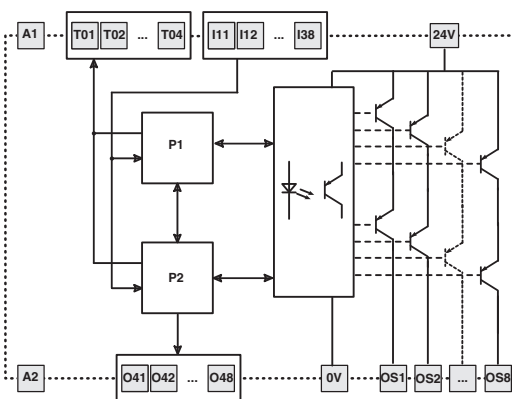 A1 T01 T02 ... T04 I11 I12 ... I38 24V
P1
P2
A2 O41 O42 ... O48 0V OS1 OS2 ... OS8